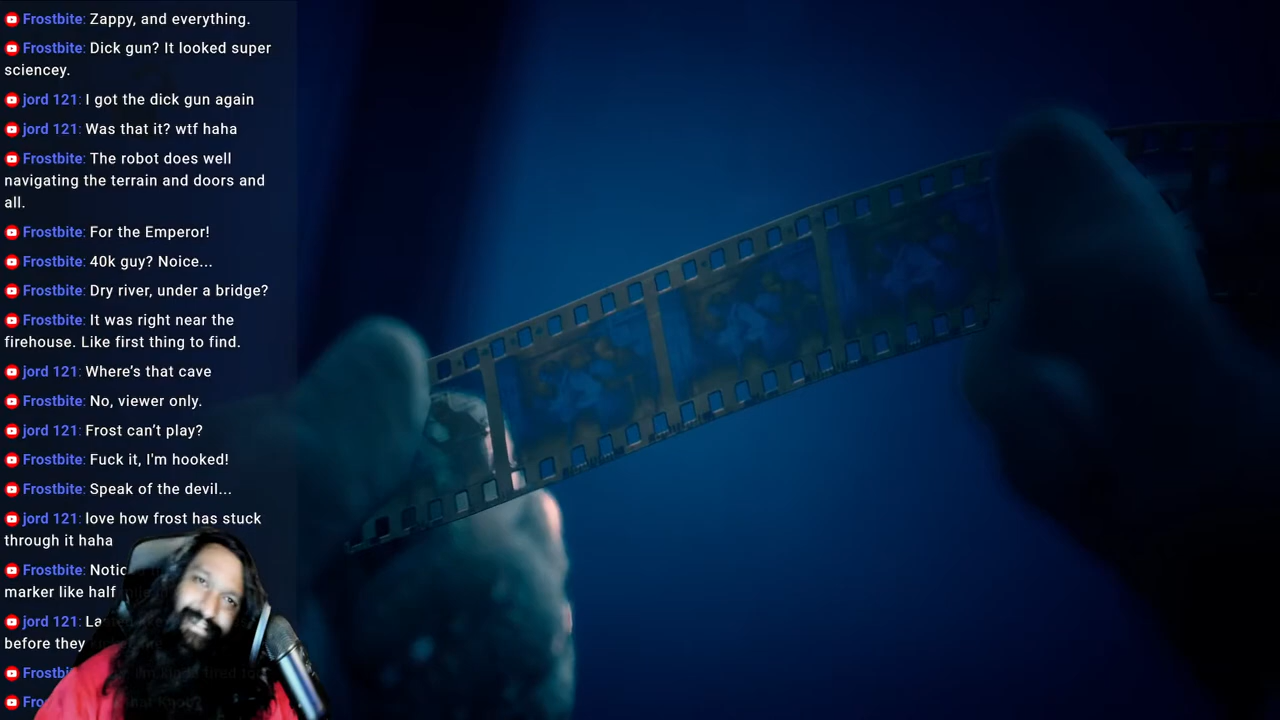 Frostbite: Zappy, and everything.
Frostbite: Dick gun? It looked super
sciencey.
jord 121: I got the dick gun again
jord 121: Was that it? wtf haha
Frostbite: The robot does well
navigating the terrain and doors and
all.
Frostbite: For the Emperor!
Frostbite: 40k guy? Noice...
Frostbite: Dry river, under a bridge?
Frostbite: It was right near the
firehouse. Like first thing to find.
jord 121: Where's that cave
Frostbite: No, viewer only.
jord 121: Frost can't play?
Frostbite: Fuck it, I'm hooked!
Frostbite: Speak of the devil...
jord 121: love how frost has stuck
through it haha
Frostbite:
marker like half
jord 121:
before they
tired